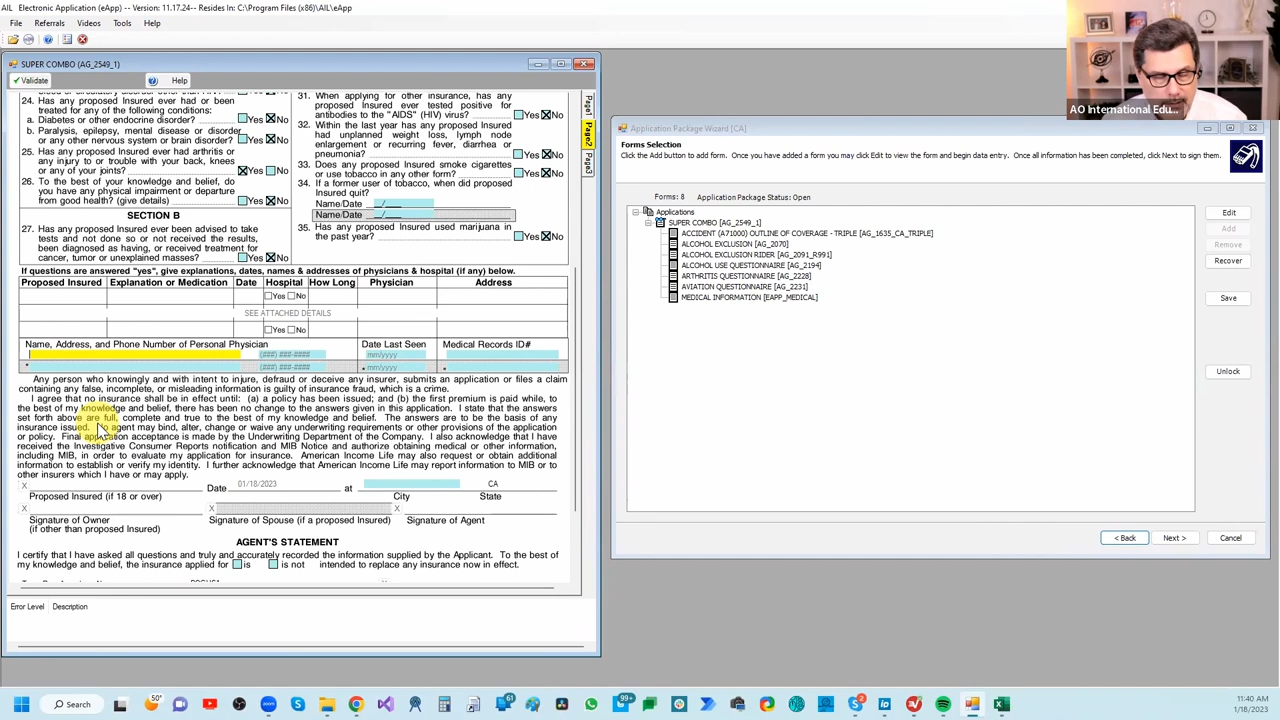 AIL Electronic Application (eApp) -- Version: 11.17.24-- Resides In: C:\Program Files (x86)\AIL\eApp
File Referrals Videos Tools Help
SUPER COMBO (AG_2549_1)
Validate Help
24. Has any proposed Insured ever had or been
treated for any of the following conditions:
a. Diabetes or other endocrine disorder? Yes No
b. Paralysis, epilepsy, mental disease or disorder
or any other nervous system or brain disorder? Yes No
25. Has any proposed Insured ever had arthritis or
any injury to or trouble with your back, knees
or any of your joints? Yes No
26. To the best of your knowledge and belief, do
you have any physical impairment or departure
from good health? (give details) Yes No
SECTION B
27. Has any proposed Insured ever been advised to take
tests and not done so or not received the results,
been diagnosed as having, or received treatment for
cancer, tumor or unexplained masses? Yes No
31. When applying for other insurance, has any
proposed Insured ever tested positive for
antibodies to the "AIDS" (HIV) virus? Yes No
32. Within the last year has any proposed Insured
had unplanned weight loss, lymph node
enlargement or recurring fever, diarrhea or
pneumonia? Yes No
33. Does any proposed Insured smoke cigarettes
or use tobacco in any other form? Yes No
34. If a former user of tobacco, when did proposed
Insured quit?
Name/Date __/____
Name/Date __/____
35. Has any proposed Insured used marijuana in
the past year? Yes No
Page1
Page2
Page3
If questions are answered "yes", give explanations, dates, names & addresses of physicians & hospital (if any) below.
Proposed Insured Explanation or Medication Date Hospital How Long Physician Address
Yes No
SEE ATTACHED DETAILS
Yes No
Name, Address, and Phone Number of Personal Physician Date Last Seen Medical Records ID#
(###) ###-#### mm/yyyy
* (###) ###-#### mm/yyyy
Any person who knowingly and with intent to injure, defraud or deceive any insurer, submits an application or files a claim
containing any false, incomplete, or misleading information is guilty of insurance fraud, which is a crime.
I agree that no insurance shall be in effect until: (a) a policy has been issued; and (b) the first premium is paid while, to
the best of my knowledge and belief, there has been no change to the answers given in this application. I state that the answers
set forth above are full, complete and true to the best of my knowledge and belief. The answers are to be the basis of any
insurance issued. No agent may bind, alter, change or waive any underwriting requirements or other provisions of the application
or policy. Final application acceptance is made by the Underwriting Department of the Company. I also acknowledge that I have
received the Investigative Consumer Reports notification and MIB Notice and authorize obtaining medical or other information,
including MIB, in order to evaluate my application for insurance. American Income Life may also request or obtain additional
information to establish or verify my identity. I further acknowledge that American Income Life may report information to MIB or to
other insurers which I have or may apply.
X Date 01/18/2023 at CA
Proposed Insured (if 18 or over) City State
X X X
Signature of Owner Signature of Spouse (if a proposed Insured) Signature of Agent
(if other than proposed Insured)
AGENT'S STATEMENT
I certify that I have asked all questions and truly and accurately recorded the information supplied by the Applicant. To the best of
my knowledge and belief, the insurance applied for is is not intended to replace any insurance now in effect.
Error Level Description
Application Package Wizard [CA]
Forms Selection
Click the Add button to add form. Once you have added a form you may click Edit to view the form and begin data entry. Once all information has been completed, click Next to sign them.
Forms: 8 Application Package Status: Open
Applications
SUPER COMBO [AG_2549_1]
ACCIDENT (A71000) OUTLINE OF COVERAGE - TRIPLE [AG_1635_CA_TRIPLE]
ALCOHOL EXCLUSION [AG_2070]
ALCOHOL EXCLUSION RIDER [AG_2091_R991]
ALCOHOL USE QUESTIONNAIRE [AG_2194]
ARTHRITIS QUESTIONNAIRE [AG_2228]
AVIATION QUESTIONNAIRE [AG_2231]
MEDICAL INFORMATION [EAPP_MEDICAL]
Edit
Add
Remove
Recover
Save
Unlock
< Back Next > Cancel
AO International Edu...
Search
50°
61
99+
2
11:40 AM
1/18/2023